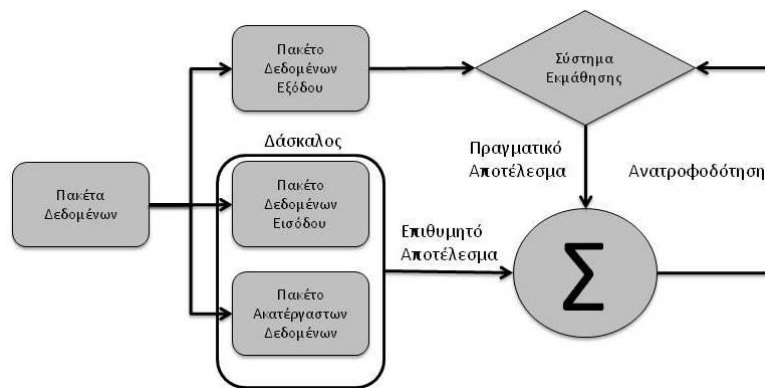 Πακέτο
Δεδομένων
Εξόδου
Σύστημα
Εκμάθησης
Δάσκαλος
Πραγματικό
Αποτέλεσμα
Ανατροφοδότηση
Πακέτα
Δεδομένων
Πακέτο
Δεδομένων
Εισόδου
Επιθυμητό
Αποτέλεσμα
Σ
Πακέτο
Ακατέργαστων
Δεδομένων